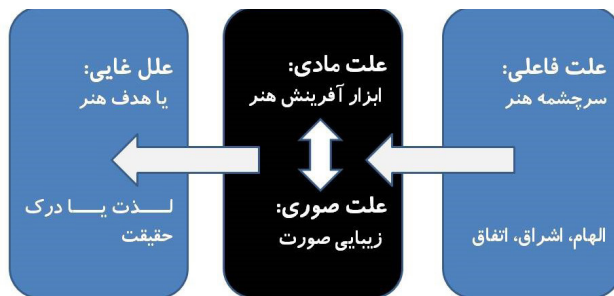 علت فاعلی:
سرچشمه هنر
الهام، اشراق، اتفاق
علت مادی:
ابزار آفرینش هنر
علت صوری:
زیبایی صورت
علل غایی:
یا هدف هنر
لـــذت یـــا درک
حقیقت